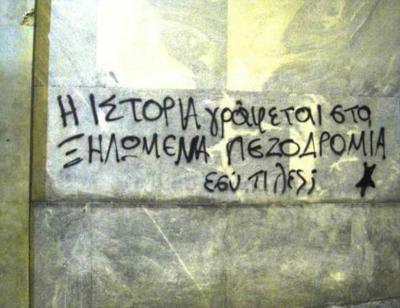 Η ΙΣΤΟΡΙΑ γράφεται στα
ΞΗΛΩΜΕΝΑ ΠΕΖΟΔΡΟΜΙΑ
εσύ τι λες;